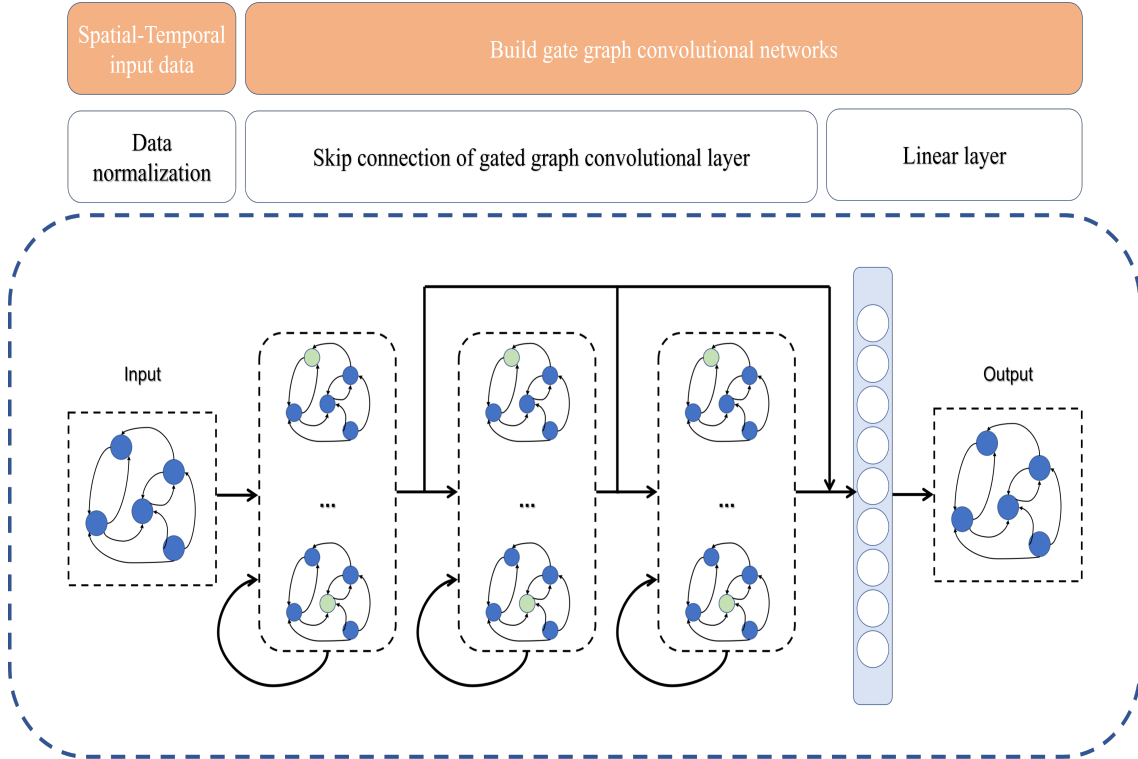 Spatial-Temporal
input data
Build gate graph convolutional networks
Data
normalization
Skip connection of gated graph convolutional layer
Linear layer
Input
Output
...
...
...